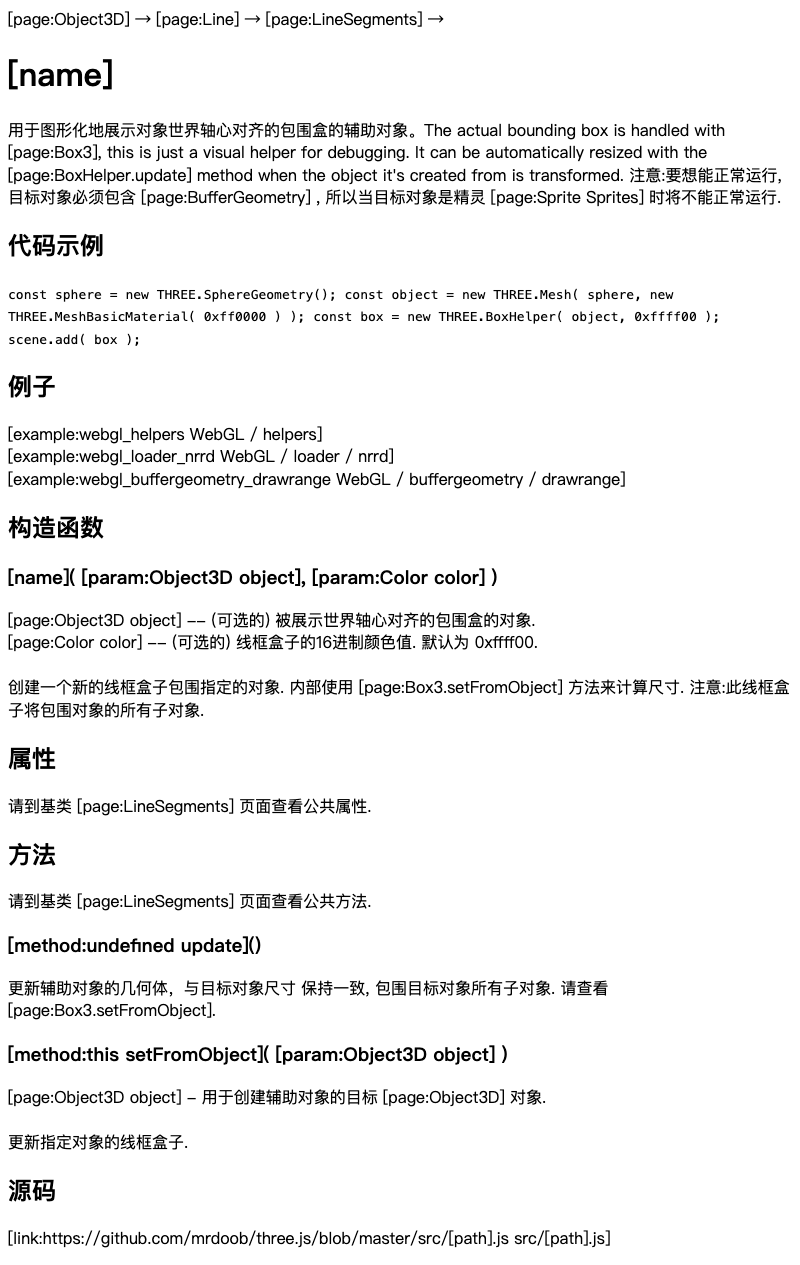 [page:Object3D] → [page:Line] → [page:LineSegments] →
[name]
用于图形化地展示对象世界轴心对齐的包围盒的辅助对象。The actual bounding box is handled with
[page:Box3], this is just a visual helper for debugging. It can be automatically resized with the
[page:BoxHelper.update] method when the object it's created from is transformed. 注意:要想能正常运行,
目标对象必须包含 [page:BufferGeometry] , 所以当目标对象是精灵 [page:Sprite Sprites] 时将不能正常运行.
代码示例
const sphere = new THREE.SphereGeometry(); const object = new THREE.Mesh( sphere, new
THREE.MeshBasicMaterial( 0xff0000 ) ); const box = new THREE.BoxHelper( object, 0xffff00 );
scene.add( box );
例子
[example:webgl_helpers WebGL / helpers]
[example:webgl_loader_nrrd WebGL / loader / nrrd]
[example:webgl_buffergeometry_drawrange WebGL / buffergeometry / drawrange]
构造函数
[name]( [param:Object3D object], [param:Color color] )
[page:Object3D object] -- (可选的) 被展示世界轴心对齐的包围盒的对象.
[page:Color color] -- (可选的) 线框盒子的16进制颜色值. 默认为 0xffff00.
创建一个新的线框盒子包围指定的对象. 内部使用 [page:Box3.setFromObject] 方法来计算尺寸. 注意:此线框盒
子将包围对象的所有子对象.
属性
请到基类 [page:LineSegments] 页面查看公共属性.
方法
请到基类 [page:LineSegments] 页面查看公共方法.
[method:undefined update]()
更新辅助对象的几何体，与目标对象尺寸 保持一致, 包围目标对象所有子对象. 请查看
[page:Box3.setFromObject].
[method:this setFromObject]( [param:Object3D object] )
[page:Object3D object] - 用于创建辅助对象的目标 [page:Object3D] 对象.
更新指定对象的线框盒子.
源码
[link:https://github.com/mrdoob/three.js/blob/master/src/[path].js src/[path].js]